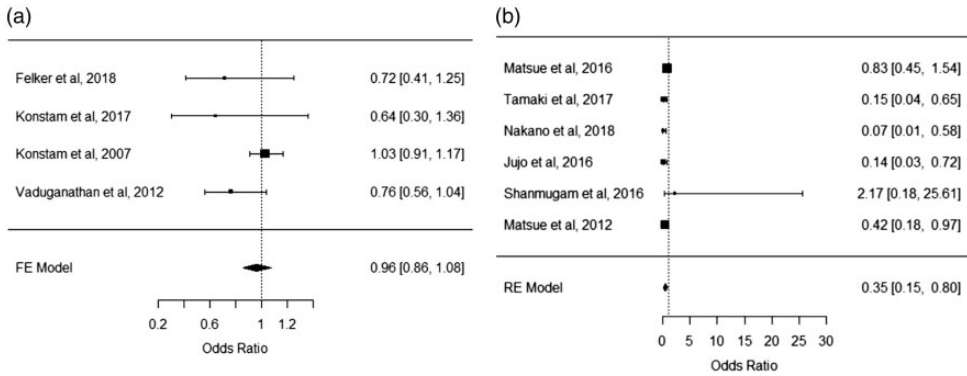 (a)
Felker et al, 2018 0.72 [0.41, 1.25]
Konstam et al, 2017 0.64 [0.30, 1.36]
Konstam et al, 2007 1.03 [0.91, 1.17]
Vaduganathan et al, 2012 0.76 [0.56, 1.04]
FE Model 0.96 [0.86, 1.08]
0.2 0.6 1 1.2
Odds Ratio
(b)
Matsue et al, 2016 0.83 [0.45, 1.54]
Tamaki et al, 2017 0.15 [0.04, 0.65]
Nakano et al, 2018 0.07 [0.01, 0.58]
Jujo et al, 2016 0.14 [0.03, 0.72]
Shanmugam et al, 2016 2.17 [0.18, 25.61]
Matsue et al, 2012 0.42 [0.18, 0.97]
RE Model 0.35 [0.15, 0.80]
0 5 10 15 20 25 30
Odds Ratio